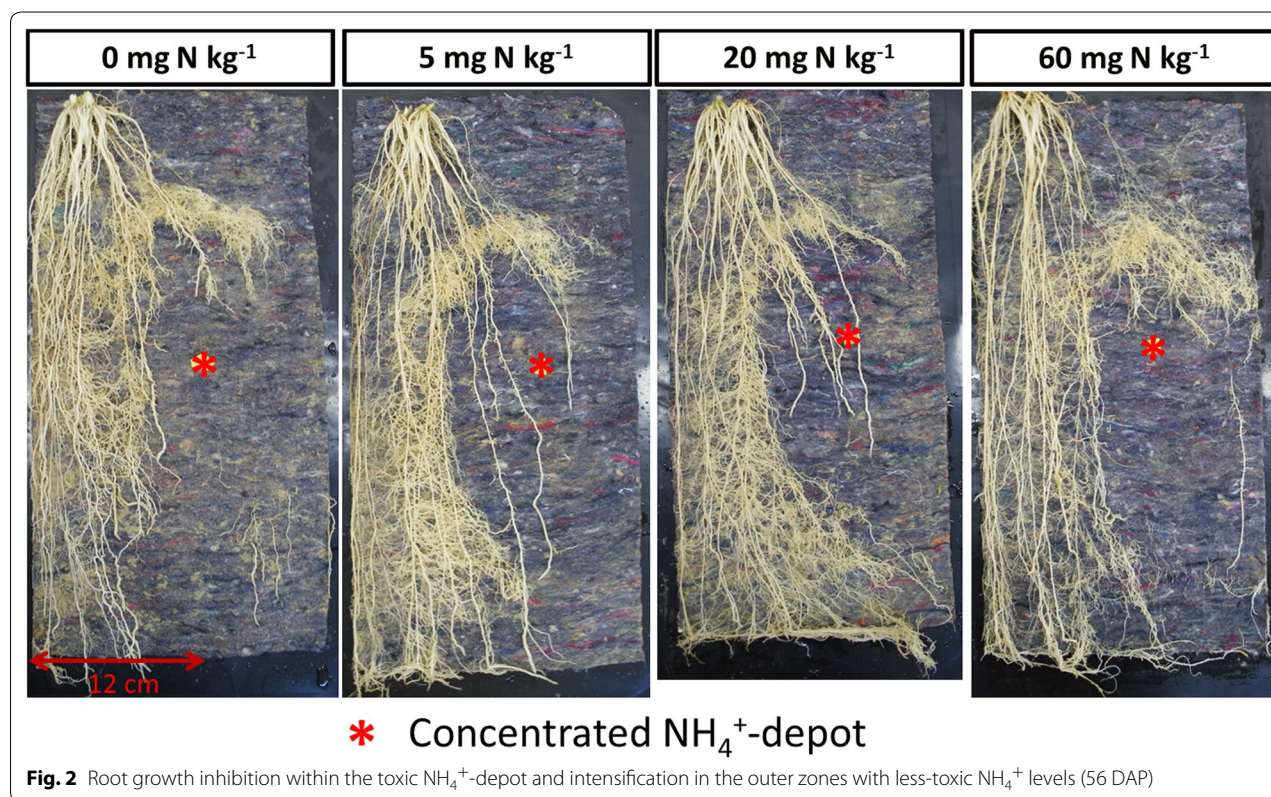 0 mg N kg⁻¹
5 mg N kg⁻¹
20 mg N kg⁻¹
60 mg N kg⁻¹
12 cm
* Concentrated NH₄⁺-depot
Fig. 2 Root growth inhibition within the toxic NH₄⁺-depot and intensification in the outer zones with less-toxic NH₄⁺ levels (56 DAP)